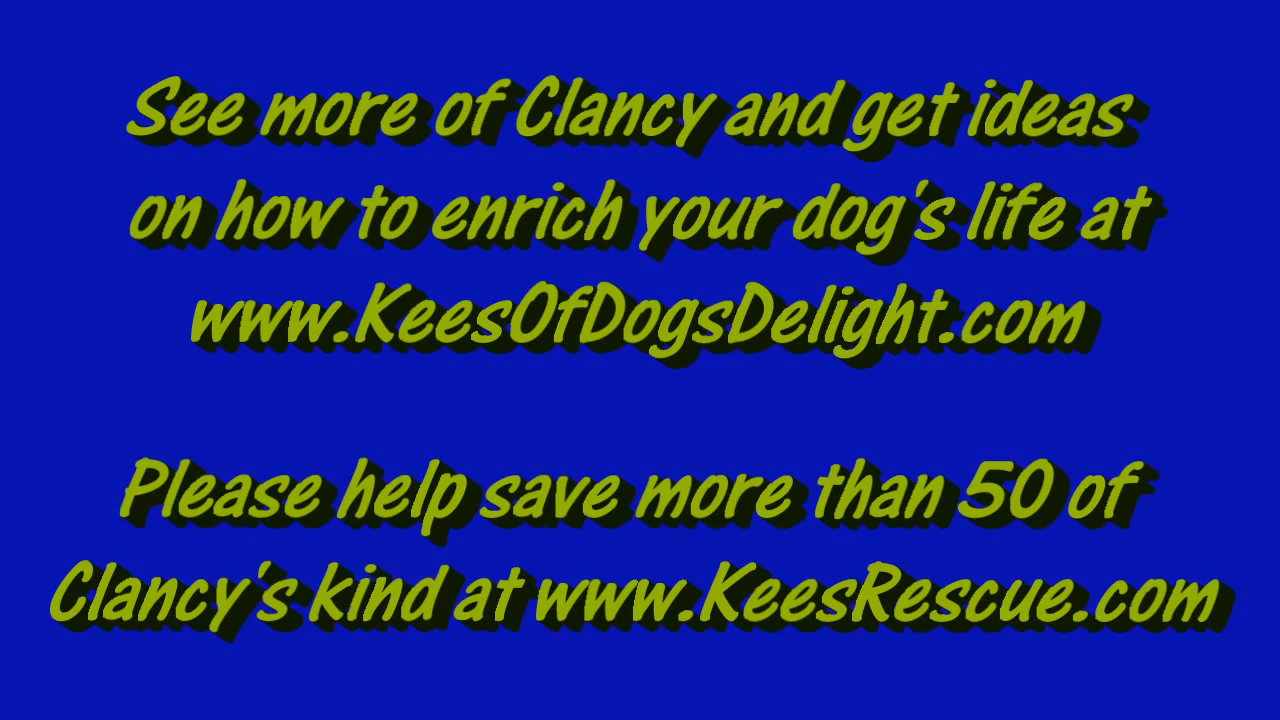 See more of Clancy and get ideas
on how to enrich your dog's life at
www.KeesOfDogsDelight.com
Please help save more than 50 of
Clancy's kind at www.KeesRescue.com